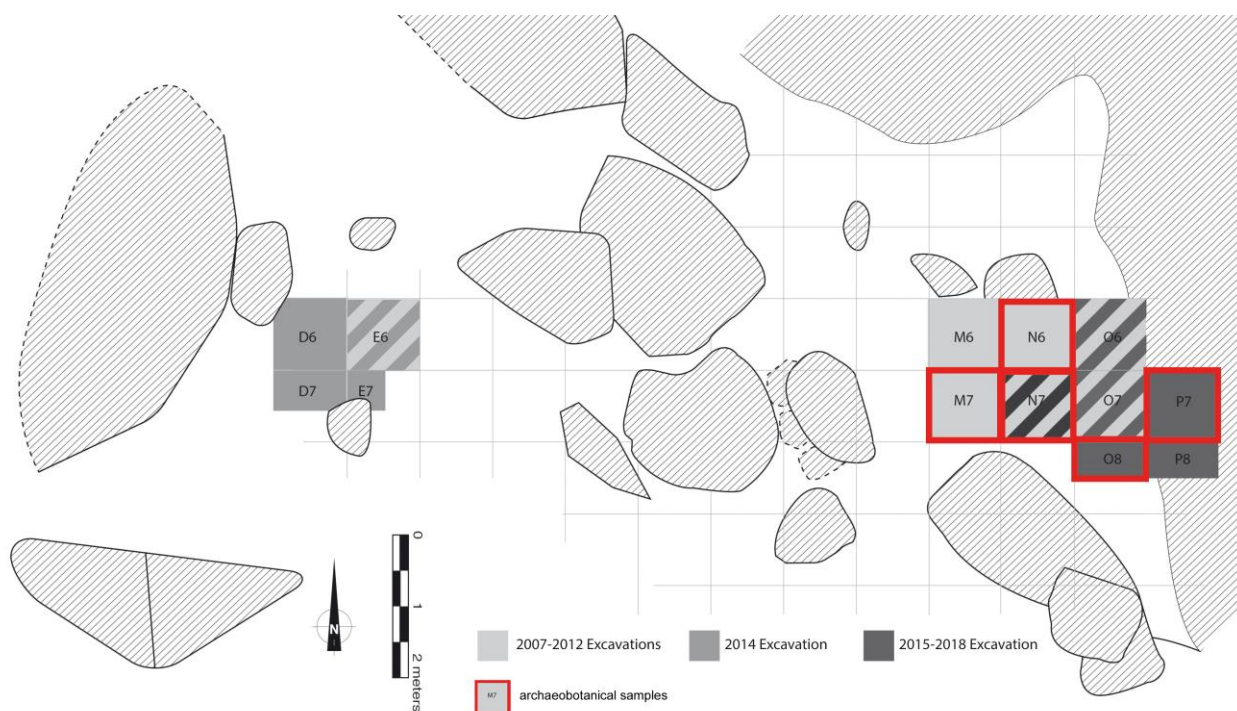 D6 E6 M6 N6 O6
D7 E7 M7 N7 O7 P7
O8 P8
N
0
1
2 meters
2007-2012 Excavations 2014 Excavation 2015-2018 Excavation
M7 archaeobotanical samples